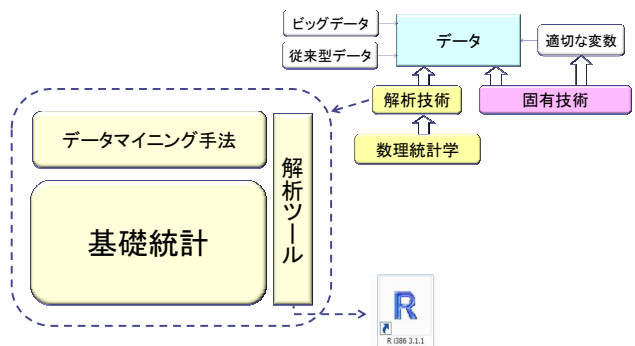 ビッグデータ
従来型データ
データ
適切な変数
解析技術
固有技術
数理統計学
データマイニング手法
基礎統計
解析ツール
R
R i386 3.1.1